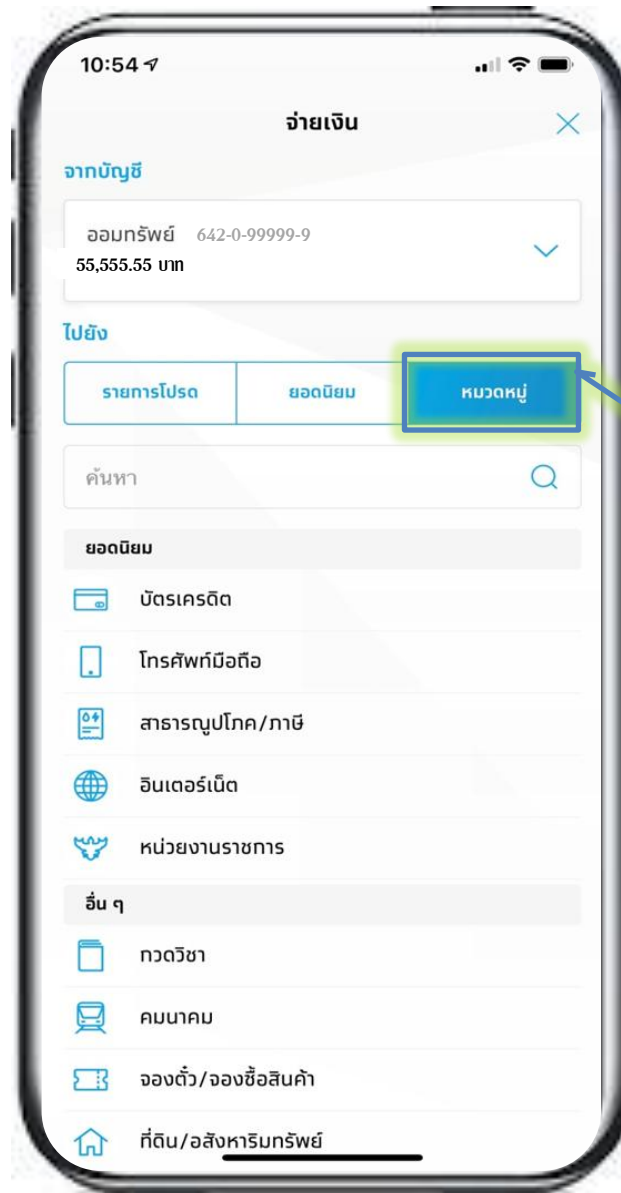 10:54
จ่ายเงิน
จากบัญชี
ออมทรัพย์ 642-0-99999-9
55,555.55 บาท
ไปยัง
รายการโปรด ยอดนิยม หมวดหมู่
ค้นหา
ยอดนิยม
บัตรเครดิต
โทรศัพท์มือถือ
สาธารณูปโภค/ภาษี
อินเตอร์เน็ต
หน่วยงานราชการ
อื่น ๆ
กวดวิชา
คมนาคม
จองตั๋ว/จองซื้อสินค้า
ที่ดิน/อสังหาริมทรัพย์